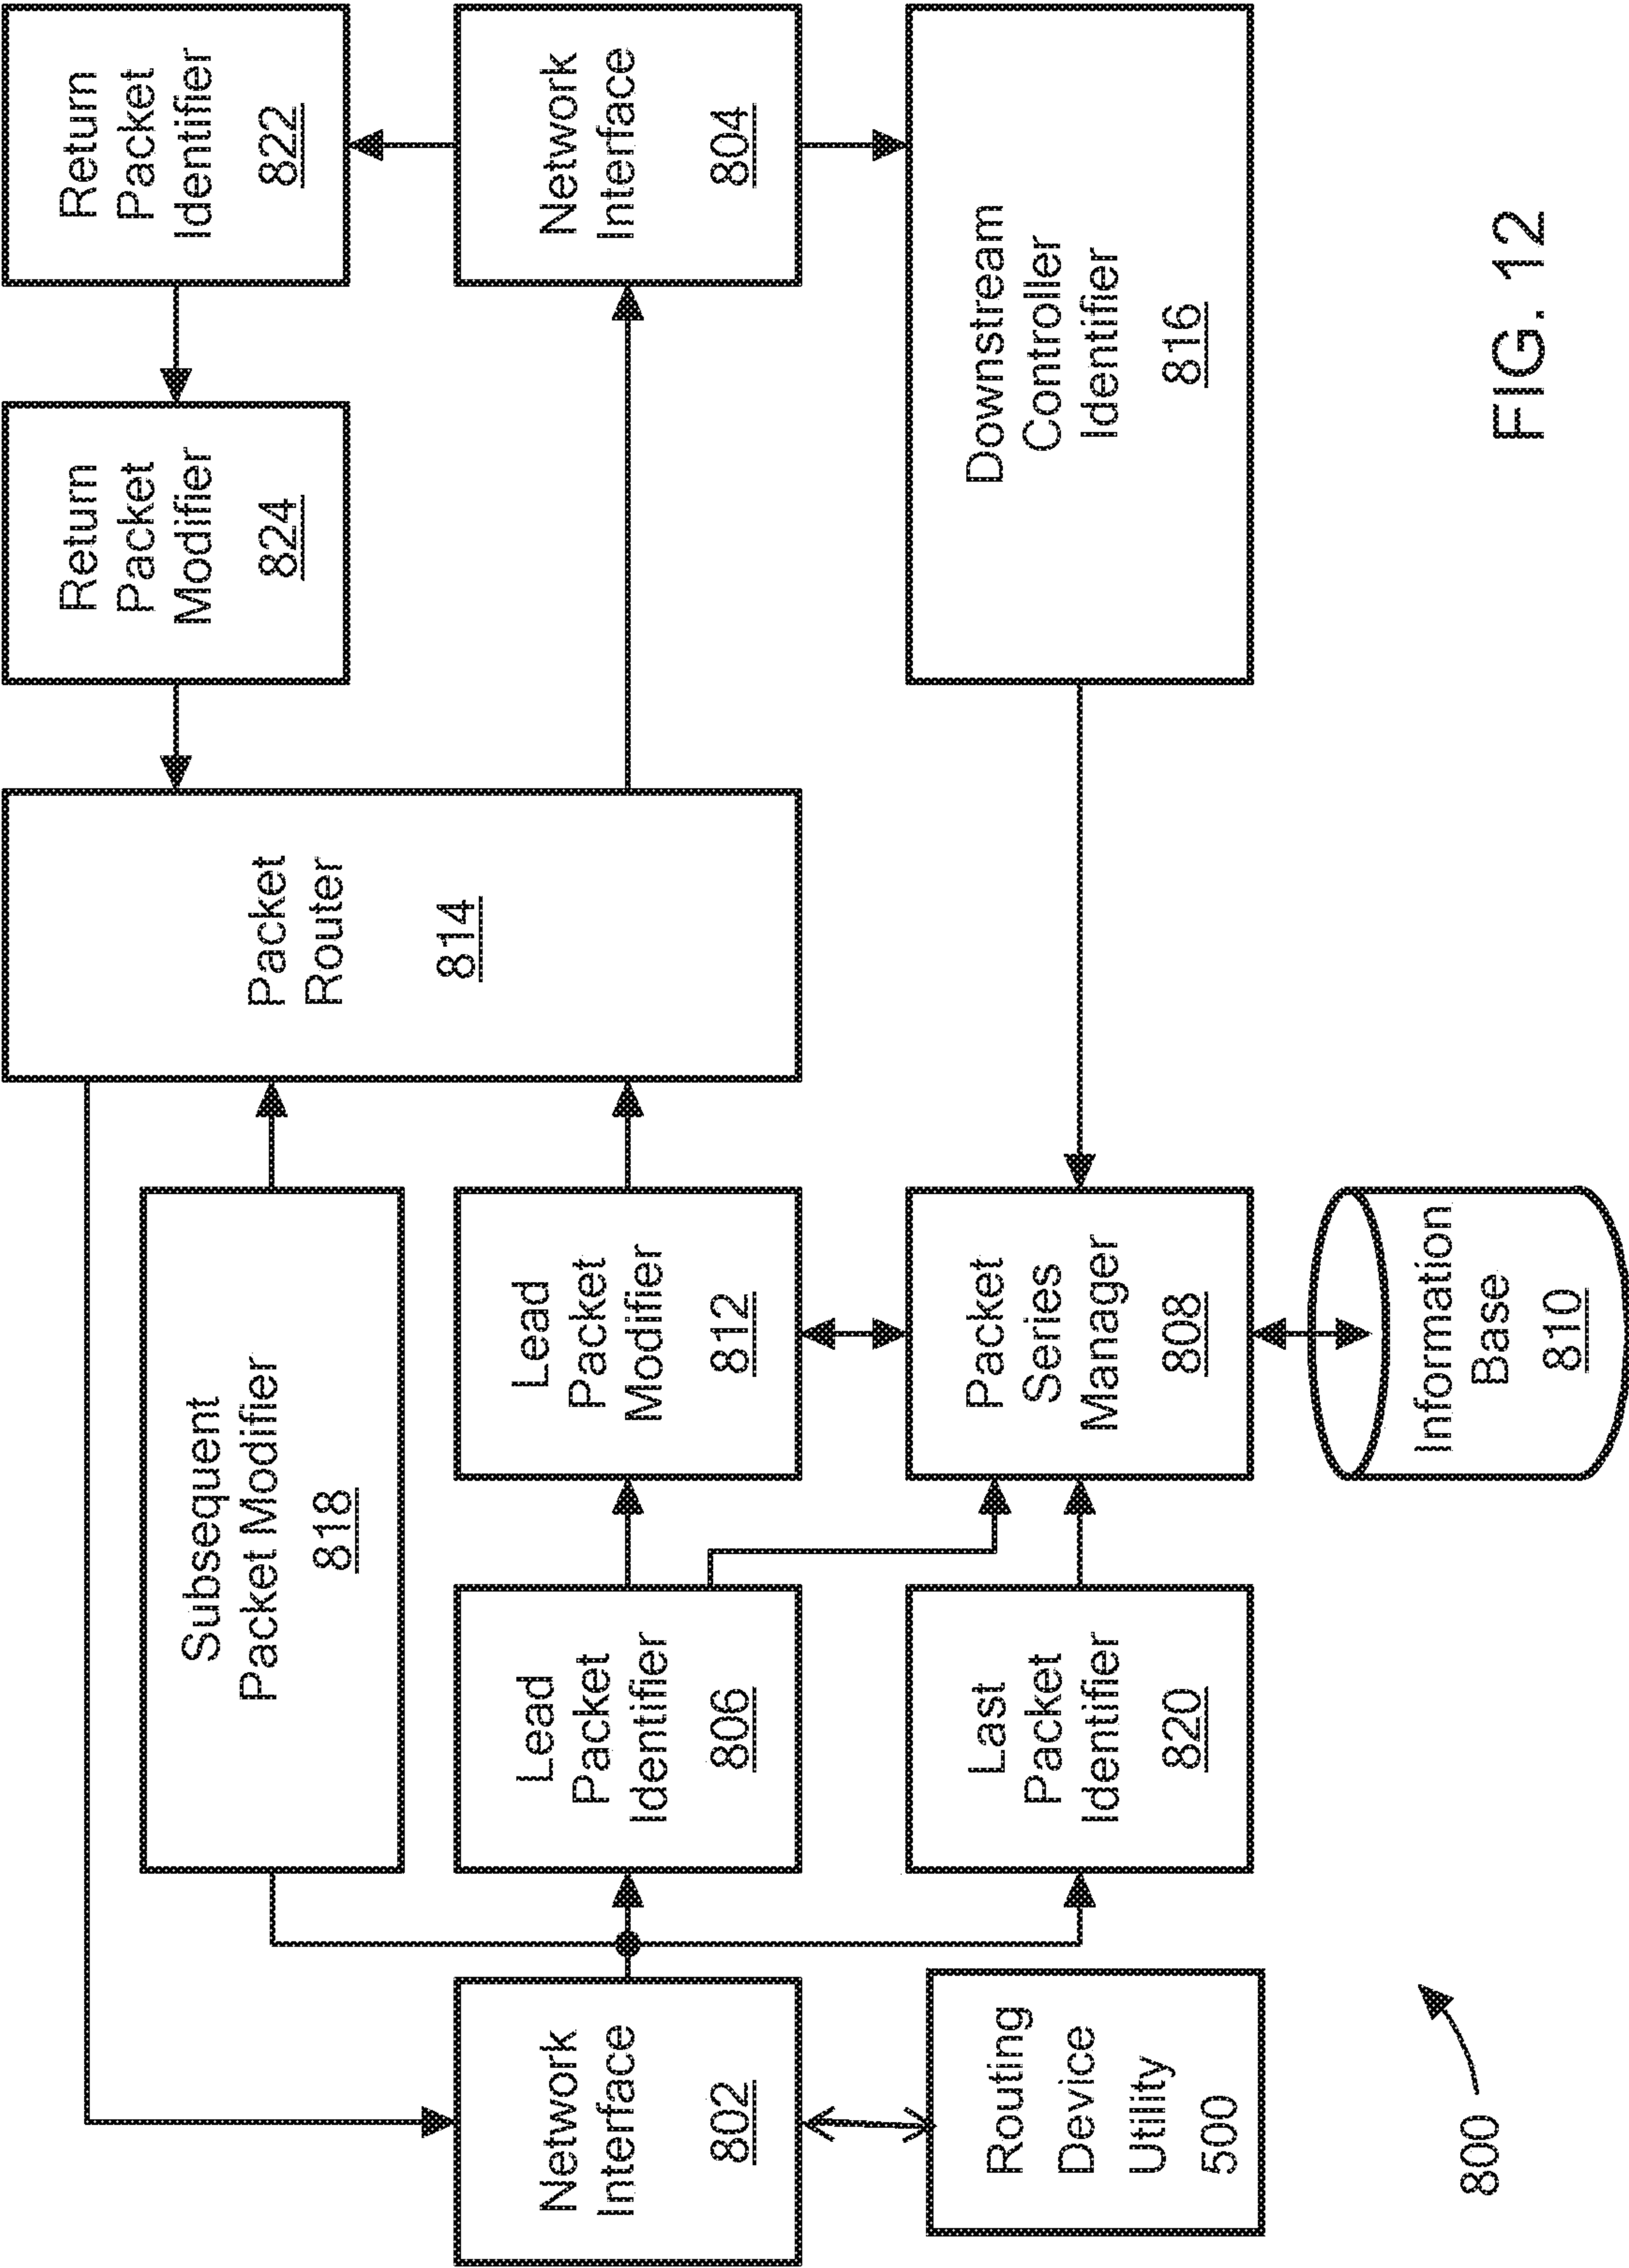 Return
Packet
Identifier
822
Return
Packet
Modifier
824
Network
Interface
804
Packet
Router
814
Downstream
Controller
Identifier
816
Subsequent
Packet Modifier
818
Lead
Packet
Modifier
812
Packet
Series
Manager
808
Information
Base
810
Lead
Packet
Identifier
806
Last
Packet
Identifier
820
Network
Interface
802
Routing
Device
Utility
500
800
FIG. 12